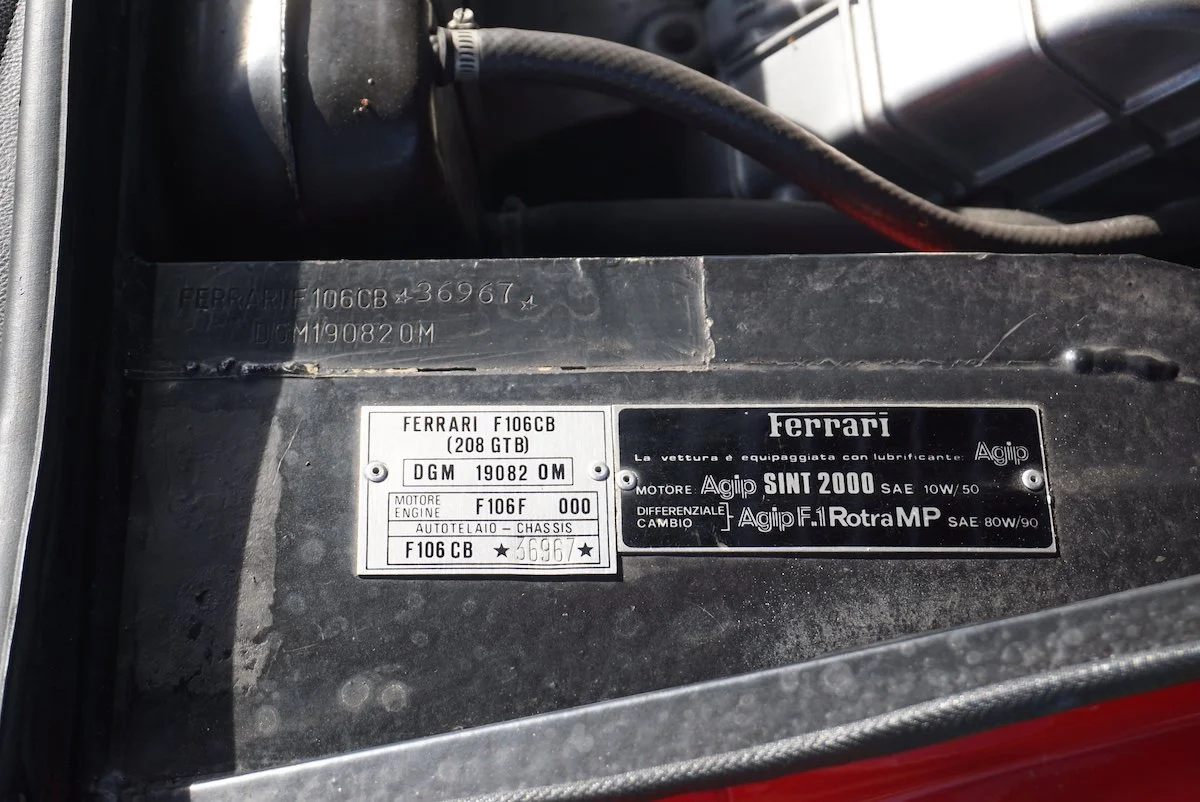 FERRARI F106CB ★36967★
DGM19082OM
FERRARI F106CB
(208 GTB)
DGM 19082 OM
MOTORE
ENGINE F106F 000
AUTOTELAIO – CHASSIS
F106 CB ★36967★
Ferrari
La vettura è equipaggiata con lubrificante: Agip
MOTORE: Agip SINT 2000 SAE 10W/50
DIFFERENZIALE
CAMBIO } Agip F.1 Rotra MP SAE 80W/90